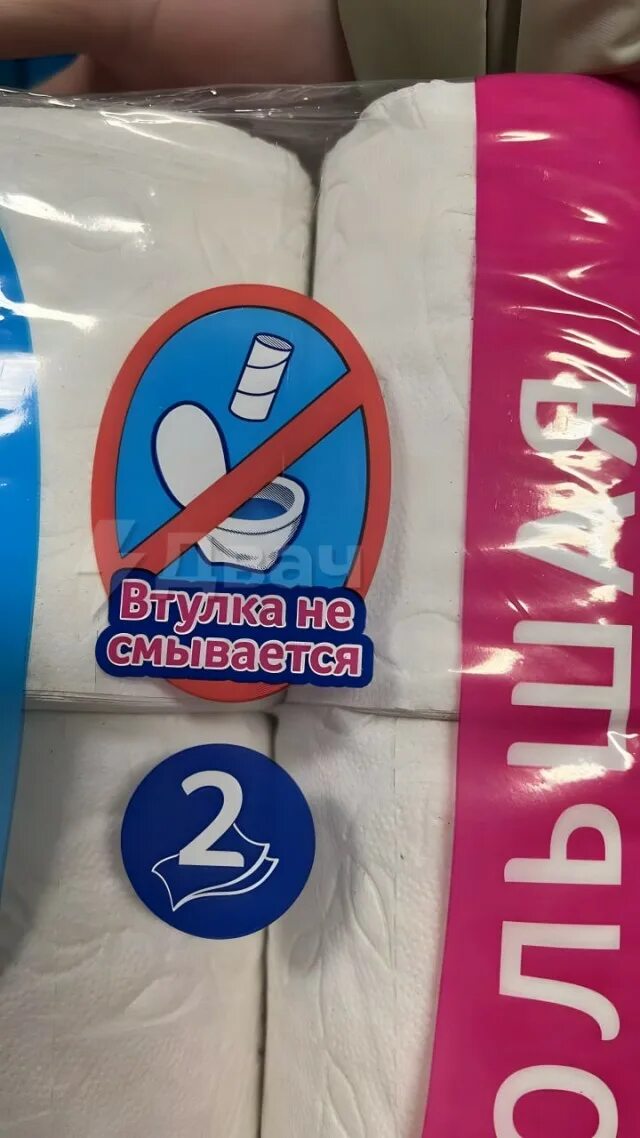 Втулка не
смывается
2
ОЛЬШАЯ
Двач